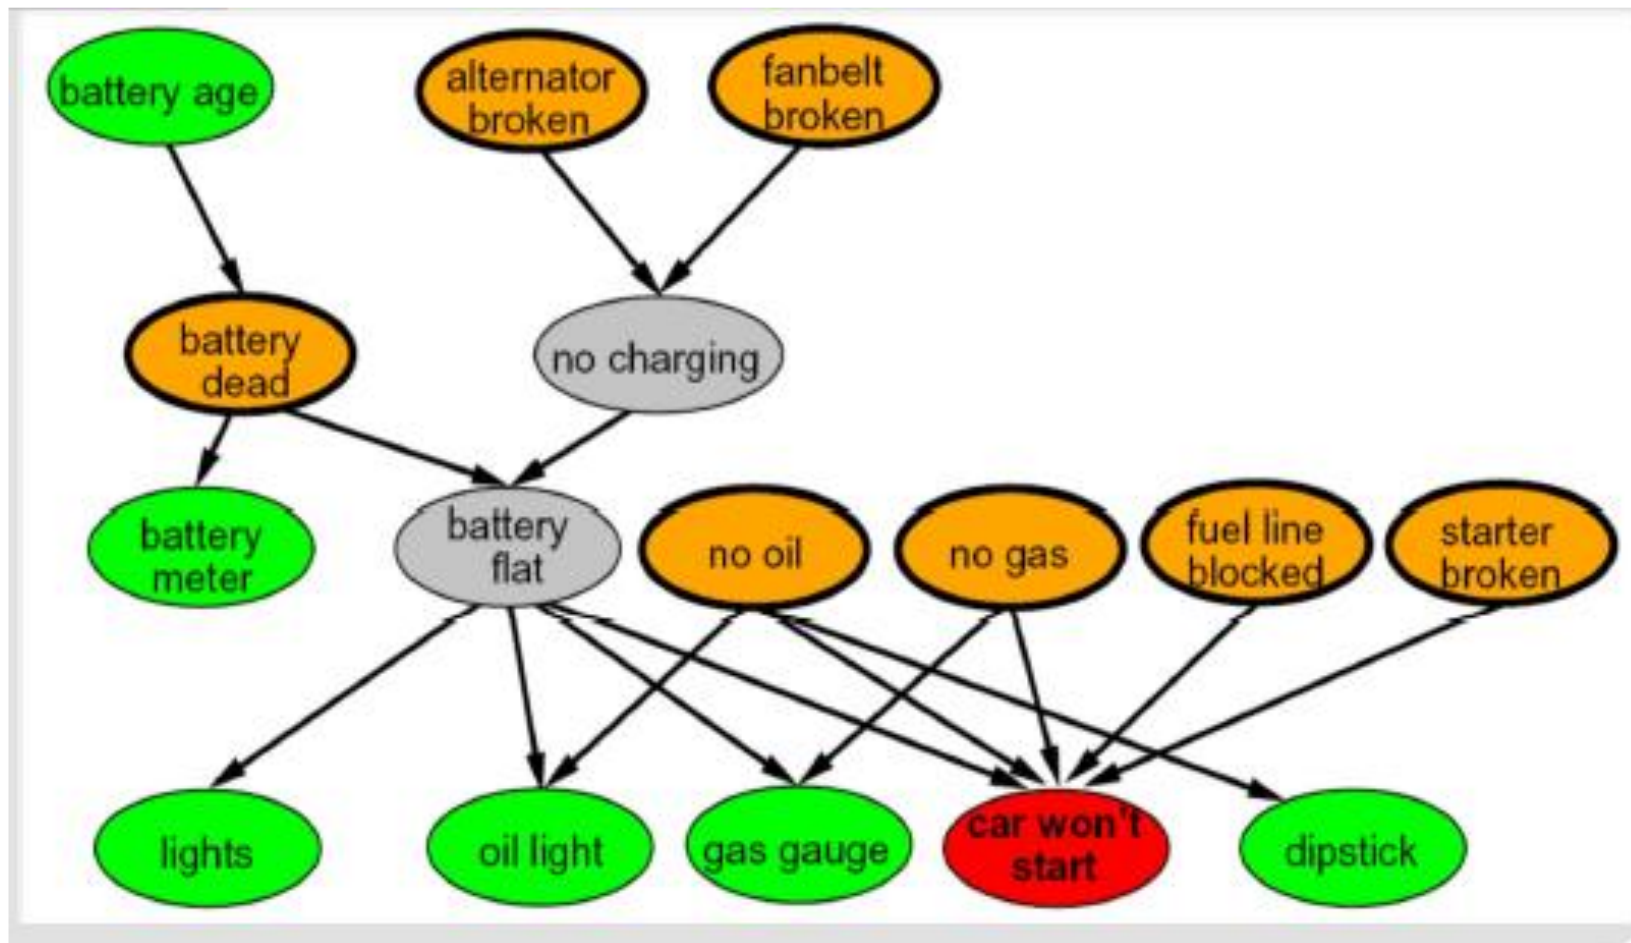 battery age
alternator
broken
fanbelt
broken
battery
dead
no charging
battery
meter
battery
flat
no oil
no gas
fuel line
blocked
starter
broken
lights
oil light
gas gauge
car won't
start
dipstick